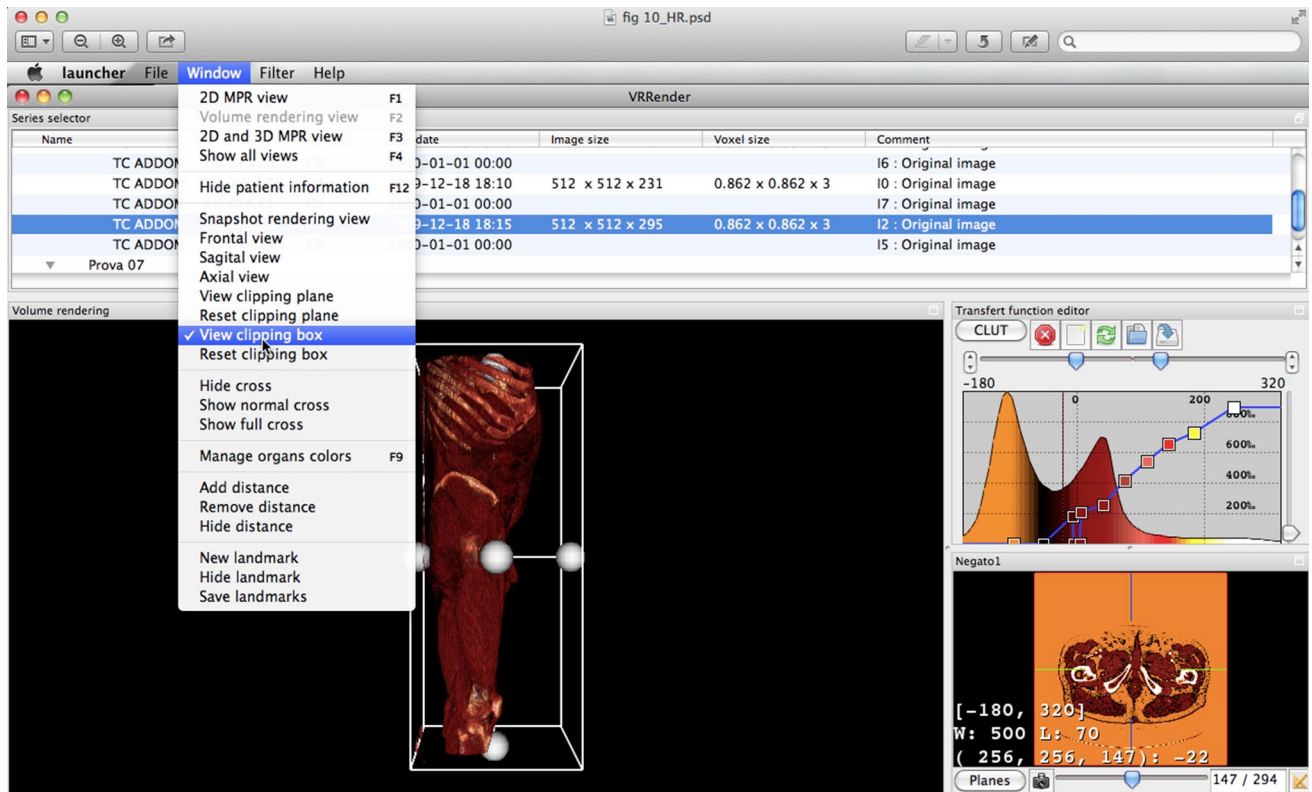 fig 10_HR.psd
launcher File Window Filter Help
VRRender
Series selector
Name date Image size Voxel size Comment
TC ADDOM 0-01-01 00:00 I6 : Original image
TC ADDOM 9-12-18 18:10 512 x 512 x 231 0.862 x 0.862 x 3 I0 : Original image
TC ADDOM 0-01-01 00:00 I7 : Original image
TC ADDOM 9-12-18 18:15 512 x 512 x 295 0.862 x 0.862 x 3 I2 : Original image
TC ADDOM 0-01-01 00:00 I5 : Original image
Prova 07
2D MPR view F1
Volume rendering view F2
2D and 3D MPR view F3
Show all views F4
Hide patient information F12
Snapshot rendering view
Frontal view
Sagital view
Axial view
View clipping plane
Reset clipping plane
✓ View clipping box
Reset clipping box
Hide cross
Show normal cross
Show full cross
Manage organs colors F9
Add distance
Remove distance
Hide distance
New landmark
Hide landmark
Save landmarks
Volume rendering
Transfert function editor
CLUT
-180 320
0 200
600‰
400‰
200‰
Negato1
[-180, 320]
W: 500 L: 70
( 256, 256, 147): -22
Planes 147 / 294